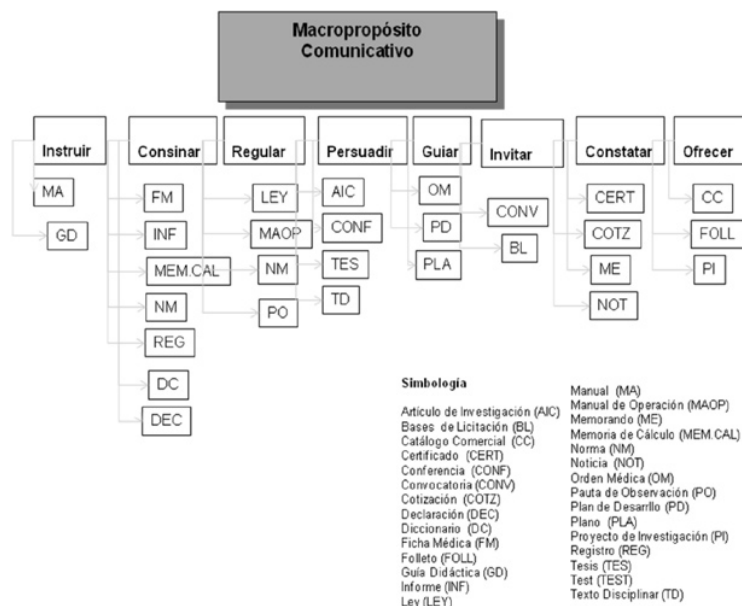 Macropropósito
Comunicativo
Instruir
Consinar
Regular
Persuadir
Guiar
Invitar
Constatar
Ofrecer
MA
GD
FM
INF
MEM.CAL
NM
REG
DC
DEC
LEY
MAOP
NM
PO
AIC
CONF
TES
TD
OM
PD
PLA
CONV
BL
CERT
COTZ
ME
NOT
CC
FOLL
PI
Simbología
Artículo de Investigación (AIC)
Bases de Licitación (BL)
Catálogo Comercial (CC)
Certificado (CERT)
Conferencia (CONF)
Convocatoria (CONV)
Cotización (COTZ)
Declaración (DEC)
Diccionario (DC)
Ficha Médica (FM)
Folleto (FOLL)
Guía Didáctica (GD)
Informe (INF)
Ley (LEY)
Manual (MA)
Manual de Operación (MAOP)
Memorando (ME)
Memoria de Cálculo (MEM.CAL)
Norma (NM)
Noticia (NOT)
Orden Médica (OM)
Pauta de Observación (PO)
Plan de Desarrllo (PD)
Plano (PLA)
Proyecto de Investigación (PI)
Registro (REG)
Tesis (TES)
Test (TEST)
Texto Disciplinar (TD)